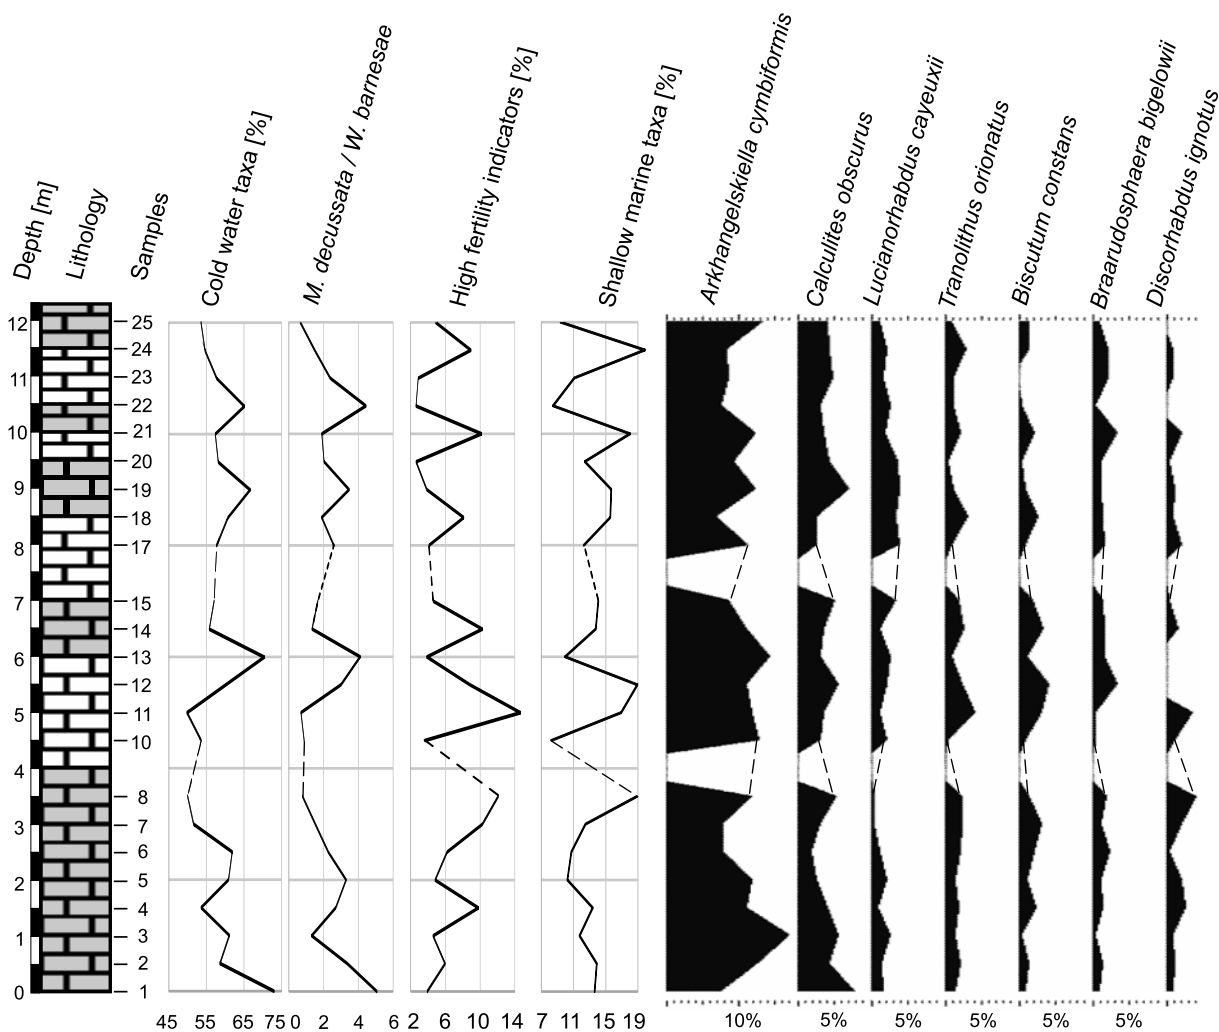 Depth [m]
Lithology
Samples
Cold water taxa [%]
M. decussata / W. barnesae
High fertility indicators [%]
Shallow marine taxa [%]
Arkhangelskiella cymbiformis
Calculites obscurus
Lucianorhabdus cayeuxii
Tranolithus orionatus
Biscutum constans
Braarudosphaera bigelowii
Discorhabdus ignotus
12 25
24
11 23
22
10 21
20
9 19
18
8 17
7 15
14
6 13
12
5 11
10
4
8
3 7
6
2 5
4
1 3
2
0 1
45 55 65 75 0 2 4 6 2 6 10 14 7 11 15 19 10% 5% 5% 5% 5% 5%